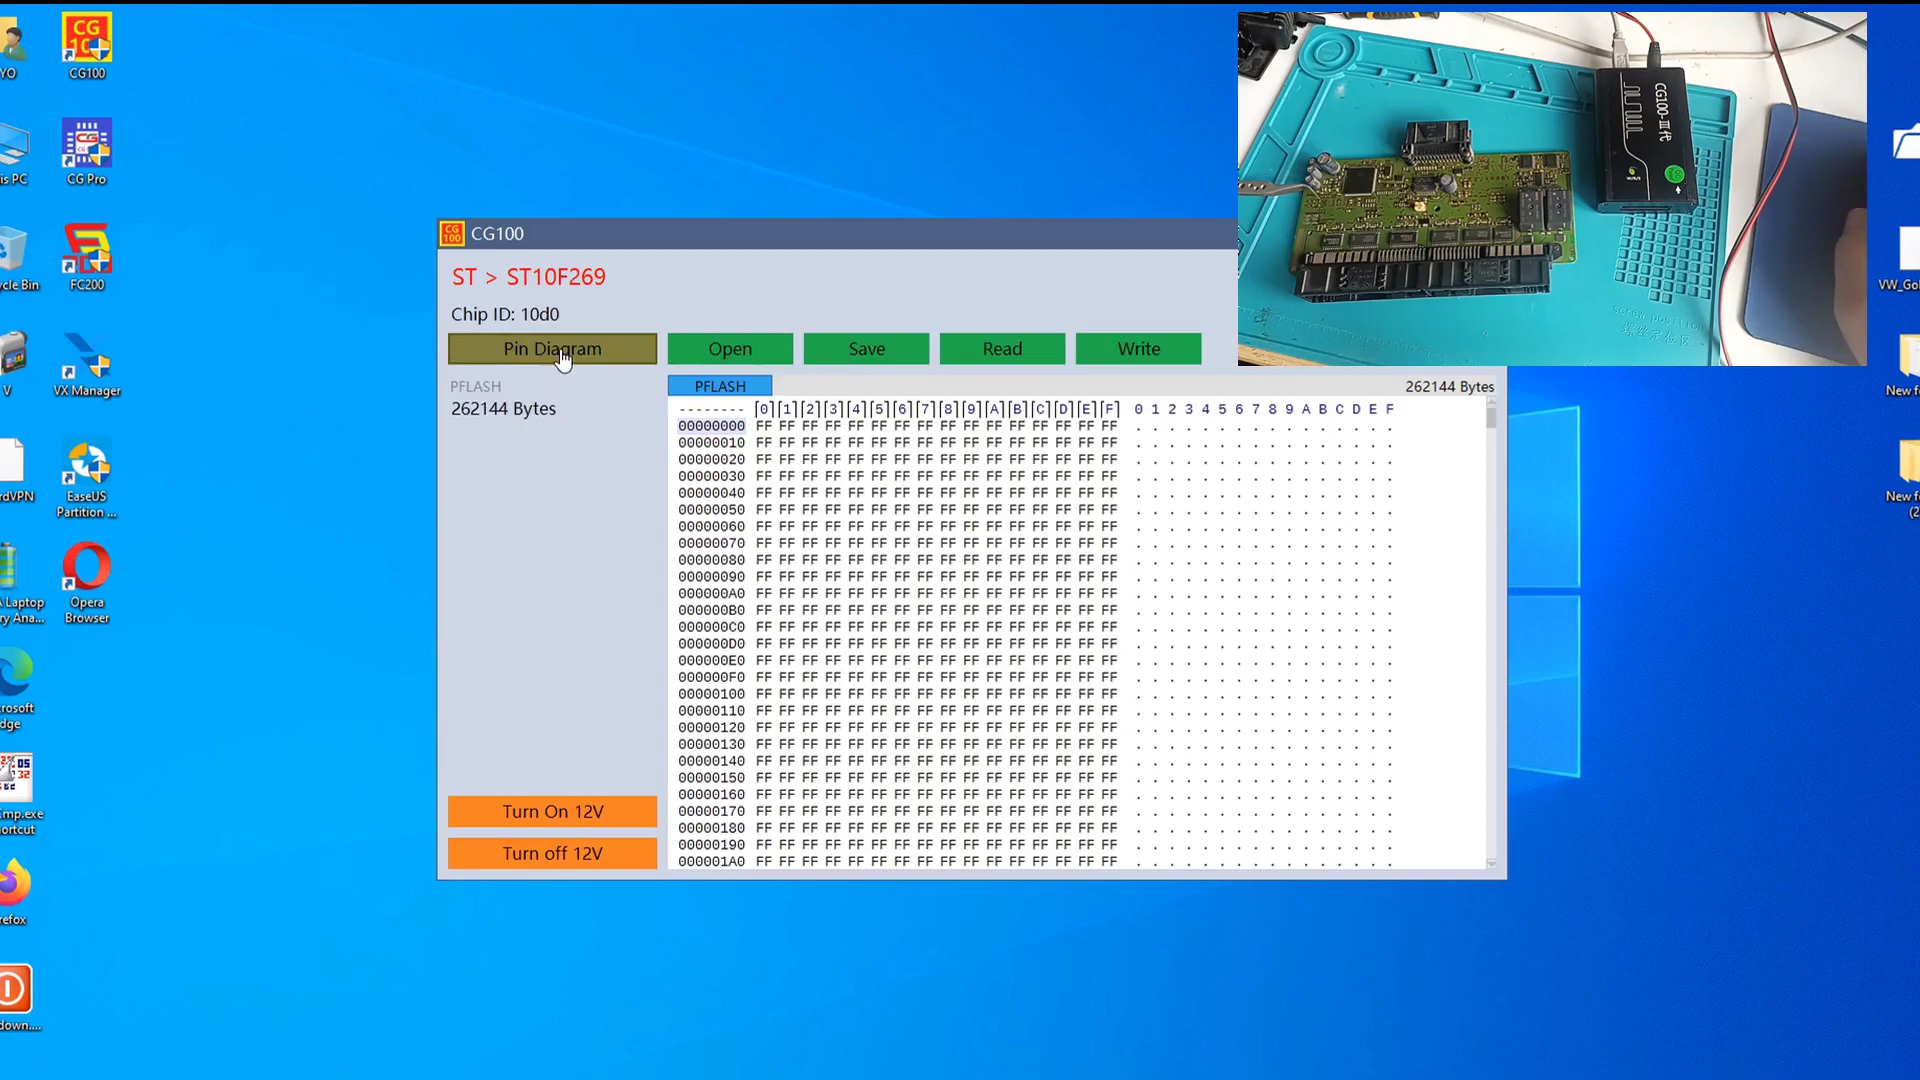 YO
CG100
is PC
CG Pro
cycle Bin
FC200
V
VX Manager
rdVPN
EaseUS
Partition ...
A Laptop
ry Ana...
Opera
Browser
crosoft
dge
mp.exe
ortcut
refox
down....
CG100
ST > ST10F269
Chip ID: 10d0
Pin Diagram
Open
Save
Read
Write
PFLASH
262144 Bytes
Turn On 12V
Turn off 12V
PFLASH
262144 Bytes
-------- [0][1][2][3][4][5][6][7][8][9][A][B][C][D][E][F] 0 1 2 3 4 5 6 7 8 9 A B C D E F
00000000 FF FF FF FF FF FF FF FF FF FF FF FF FF FF FF FF . . . . . . . . . . . . . . . .
00000010 FF FF FF FF FF FF FF FF FF FF FF FF FF FF FF FF . . . . . . . . . . . . . . . .
00000020 FF FF FF FF FF FF FF FF FF FF FF FF FF FF FF FF . . . . . . . . . . . . . . . .
00000030 FF FF FF FF FF FF FF FF FF FF FF FF FF FF FF FF . . . . . . . . . . . . . . . .
00000040 FF FF FF FF FF FF FF FF FF FF FF FF FF FF FF FF . . . . . . . . . . . . . . . .
00000050 FF FF FF FF FF FF FF FF FF FF FF FF FF FF FF FF . . . . . . . . . . . . . . . .
00000060 FF FF FF FF FF FF FF FF FF FF FF FF FF FF FF FF . . . . . . . . . . . . . . . .
00000070 FF FF FF FF FF FF FF FF FF FF FF FF FF FF FF FF . . . . . . . . . . . . . . . .
00000080 FF FF FF FF FF FF FF FF FF FF FF FF FF FF FF FF . . . . . . . . . . . . . . . .
00000090 FF FF FF FF FF FF FF FF FF FF FF FF FF FF FF FF . . . . . . . . . . . . . . . .
000000A0 FF FF FF FF FF FF FF FF FF FF FF FF FF FF FF FF . . . . . . . . . . . . . . . .
000000B0 FF FF FF FF FF FF FF FF FF FF FF FF FF FF FF FF . . . . . . . . . . . . . . . .
000000C0 FF FF FF FF FF FF FF FF FF FF FF FF FF FF FF FF . . . . . . . . . . . . . . . .
000000D0 FF FF FF FF FF FF FF FF FF FF FF FF FF FF FF FF . . . . . . . . . . . . . . . .
000000E0 FF FF FF FF FF FF FF FF FF FF FF FF FF FF FF FF . . . . . . . . . . . . . . . .
000000F0 FF FF FF FF FF FF FF FF FF FF FF FF FF FF FF FF . . . . . . . . . . . . . . . .
00000100 FF FF FF FF FF FF FF FF FF FF FF FF FF FF FF FF . . . . . . . . . . . . . . . .
00000110 FF FF FF FF FF FF FF FF FF FF FF FF FF FF FF FF . . . . . . . . . . . . . . . .
00000120 FF FF FF FF FF FF FF FF FF FF FF FF FF FF FF FF . . . . . . . . . . . . . . . .
00000130 FF FF FF FF FF FF FF FF FF FF FF FF FF FF FF FF . . . . . . . . . . . . . . . .
00000140 FF FF FF FF FF FF FF FF FF FF FF FF FF FF FF FF . . . . . . . . . . . . . . . .
00000150 FF FF FF FF FF FF FF FF FF FF FF FF FF FF FF FF . . . . . . . . . . . . . . . .
00000160 FF FF FF FF FF FF FF FF FF FF FF FF FF FF FF FF . . . . . . . . . . . . . . . .
00000170 FF FF FF FF FF FF FF FF FF FF FF FF FF FF FF FF . . . . . . . . . . . . . . . .
00000180 FF FF FF FF FF FF FF FF FF FF FF FF FF FF FF FF . . . . . . . . . . . . . . . .
00000190 FF FF FF FF FF FF FF FF FF FF FF FF FF FF FF FF . . . . . . . . . . . . . . . .
000001A0 FF FF FF FF FF FF FF FF FF FF FF FF FF FF FF FF . . . . . . . . . . . . . . . .
CG100-III代
Screw position
螺丝定位区
VW_Gol
New fo
New fo
(2